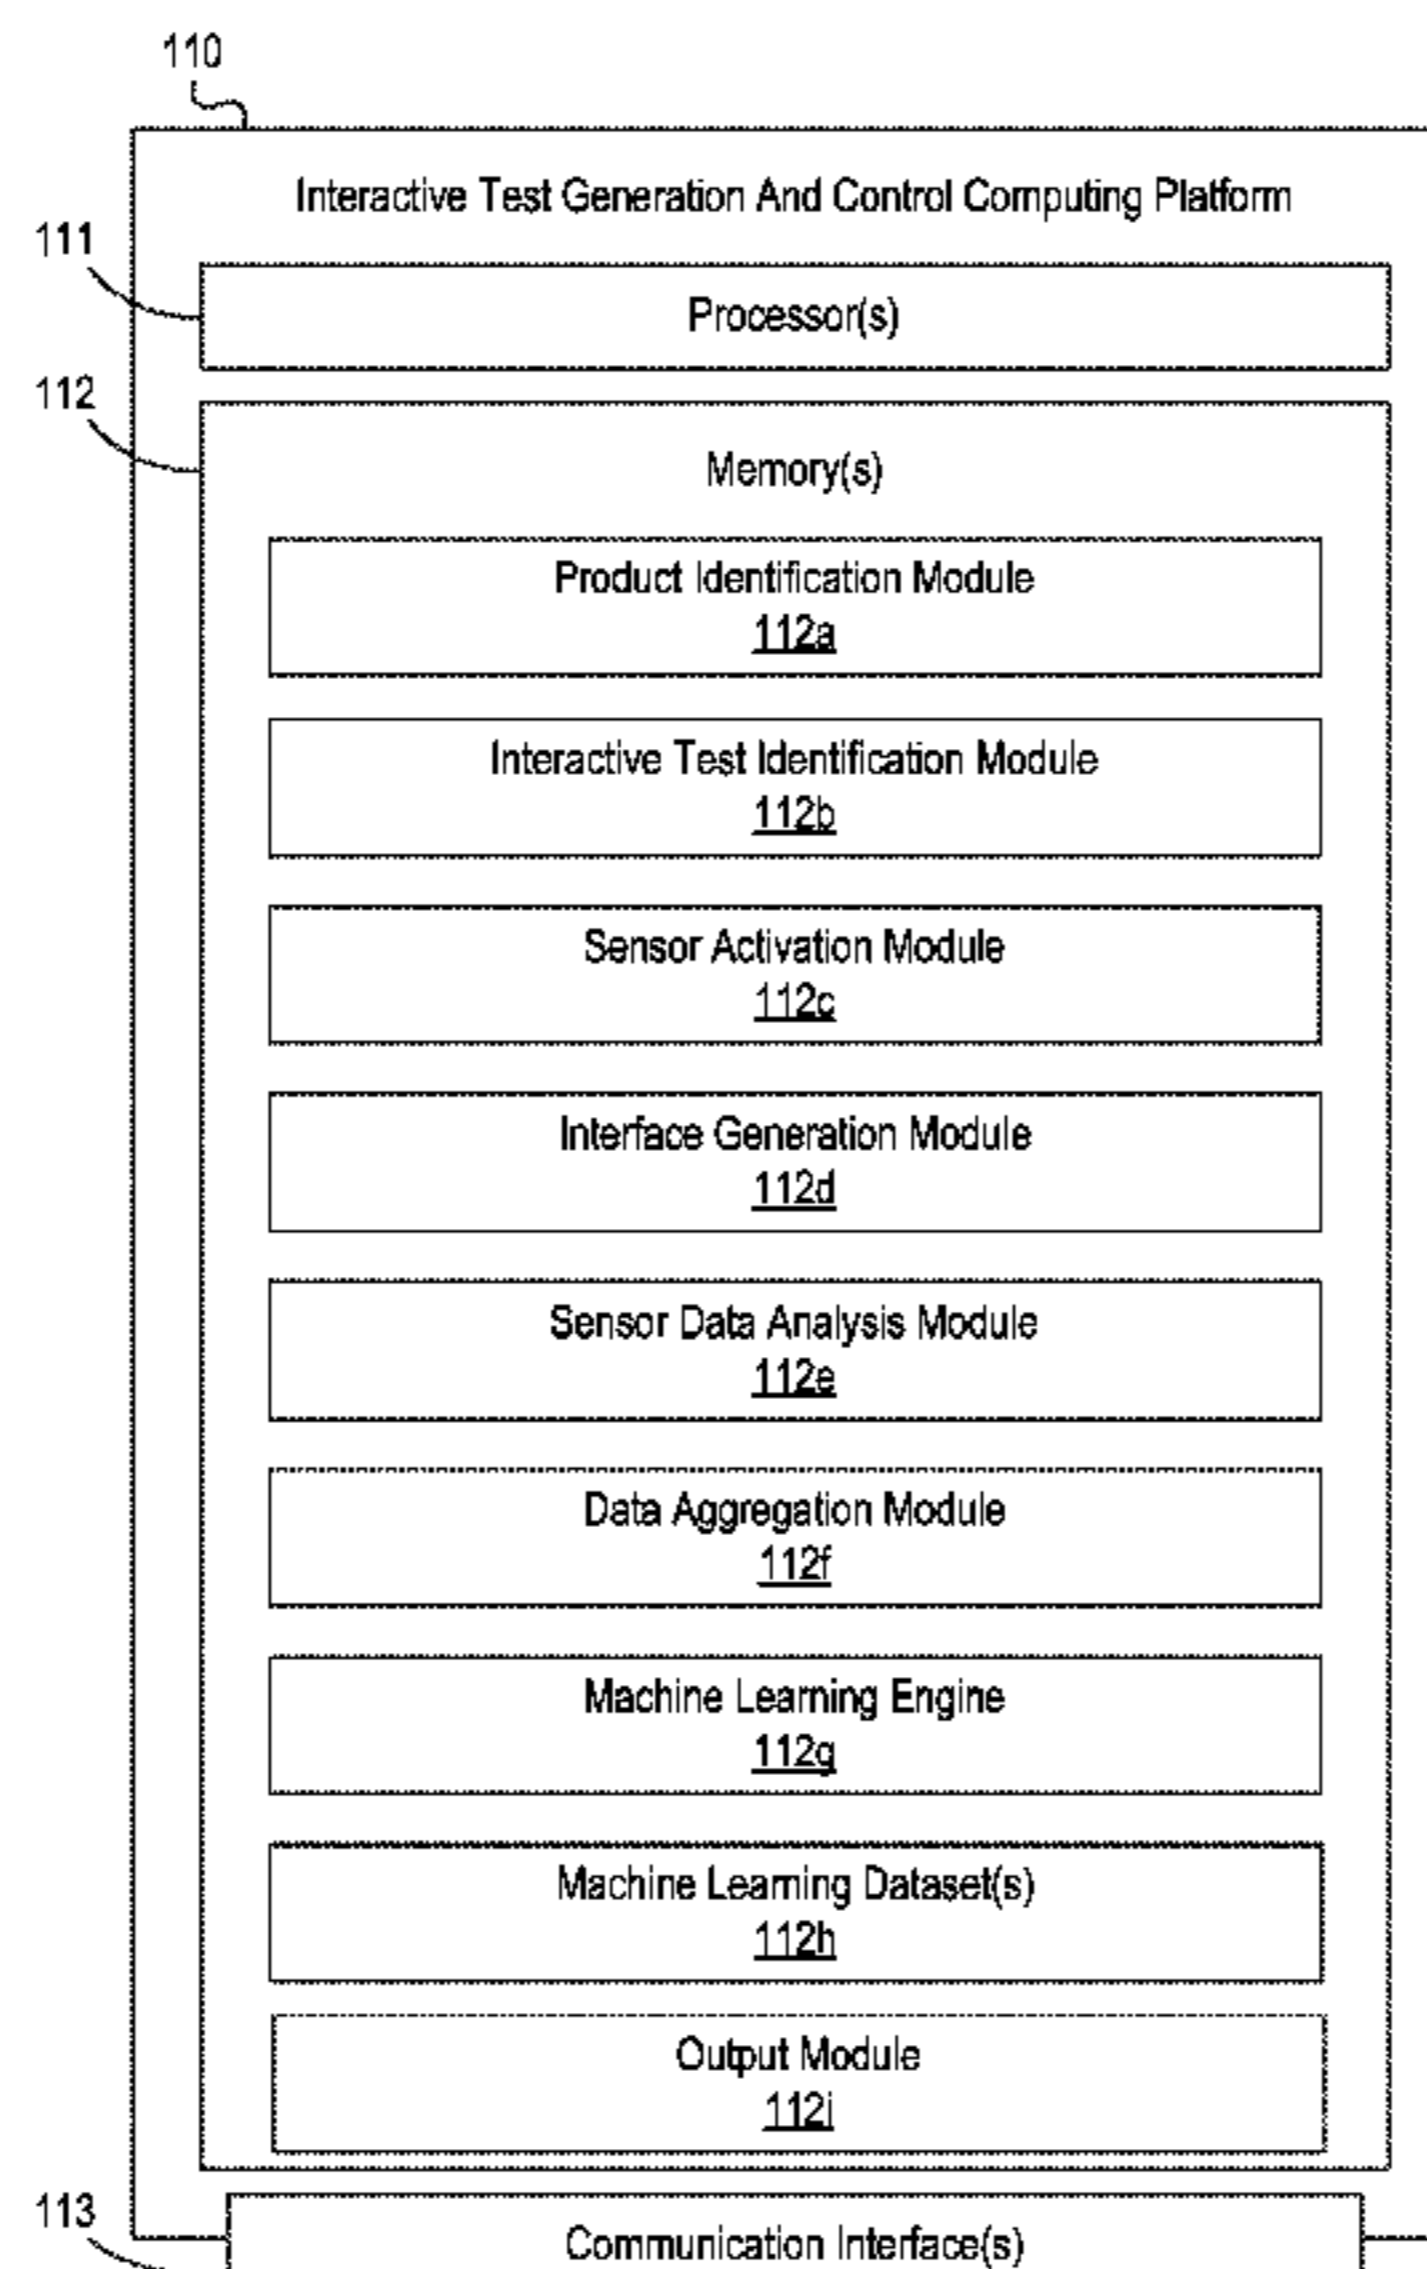 110
Interactive Test Generation And Control Computing Platform
111
Processor(s)
112
Memory(s)
Product Identification Module
112a
Interactive Test Identification Module
112b
Sensor Activation Module
112c
Interface Generation Module
112d
Sensor Data Analysis Module
112e
Data Aggregation Module
112f
Machine Learning Engine
112g
Machine Learning Dataset(s)
112h
Output Module
112i
113
Communication Interface(s)